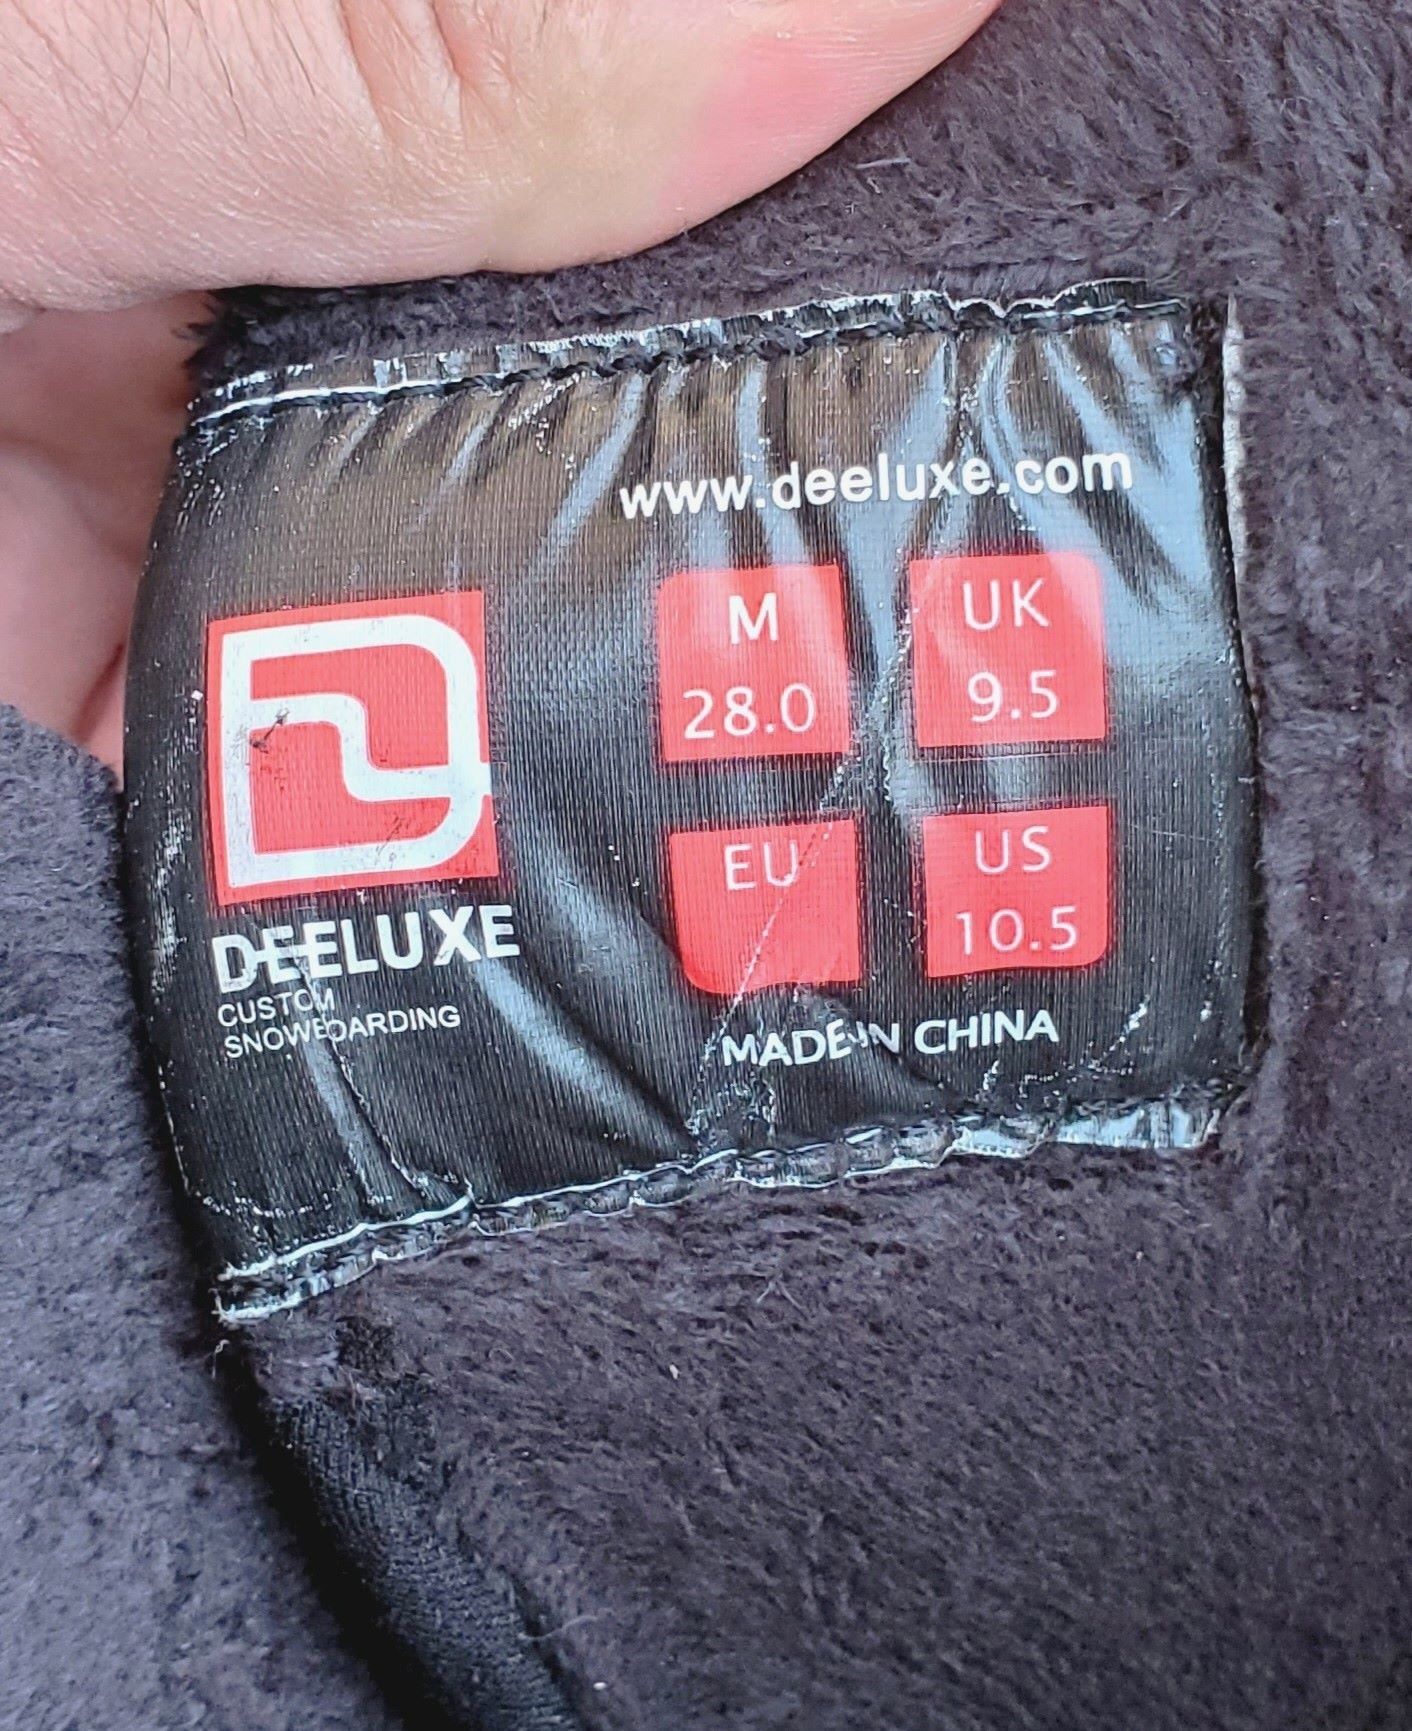 www.deeluxe.com
M
28.0
UK
9.5
EU
US
10.5
DEELUXE
CUSTOM
SNOWBOARDING
MADE IN CHINA